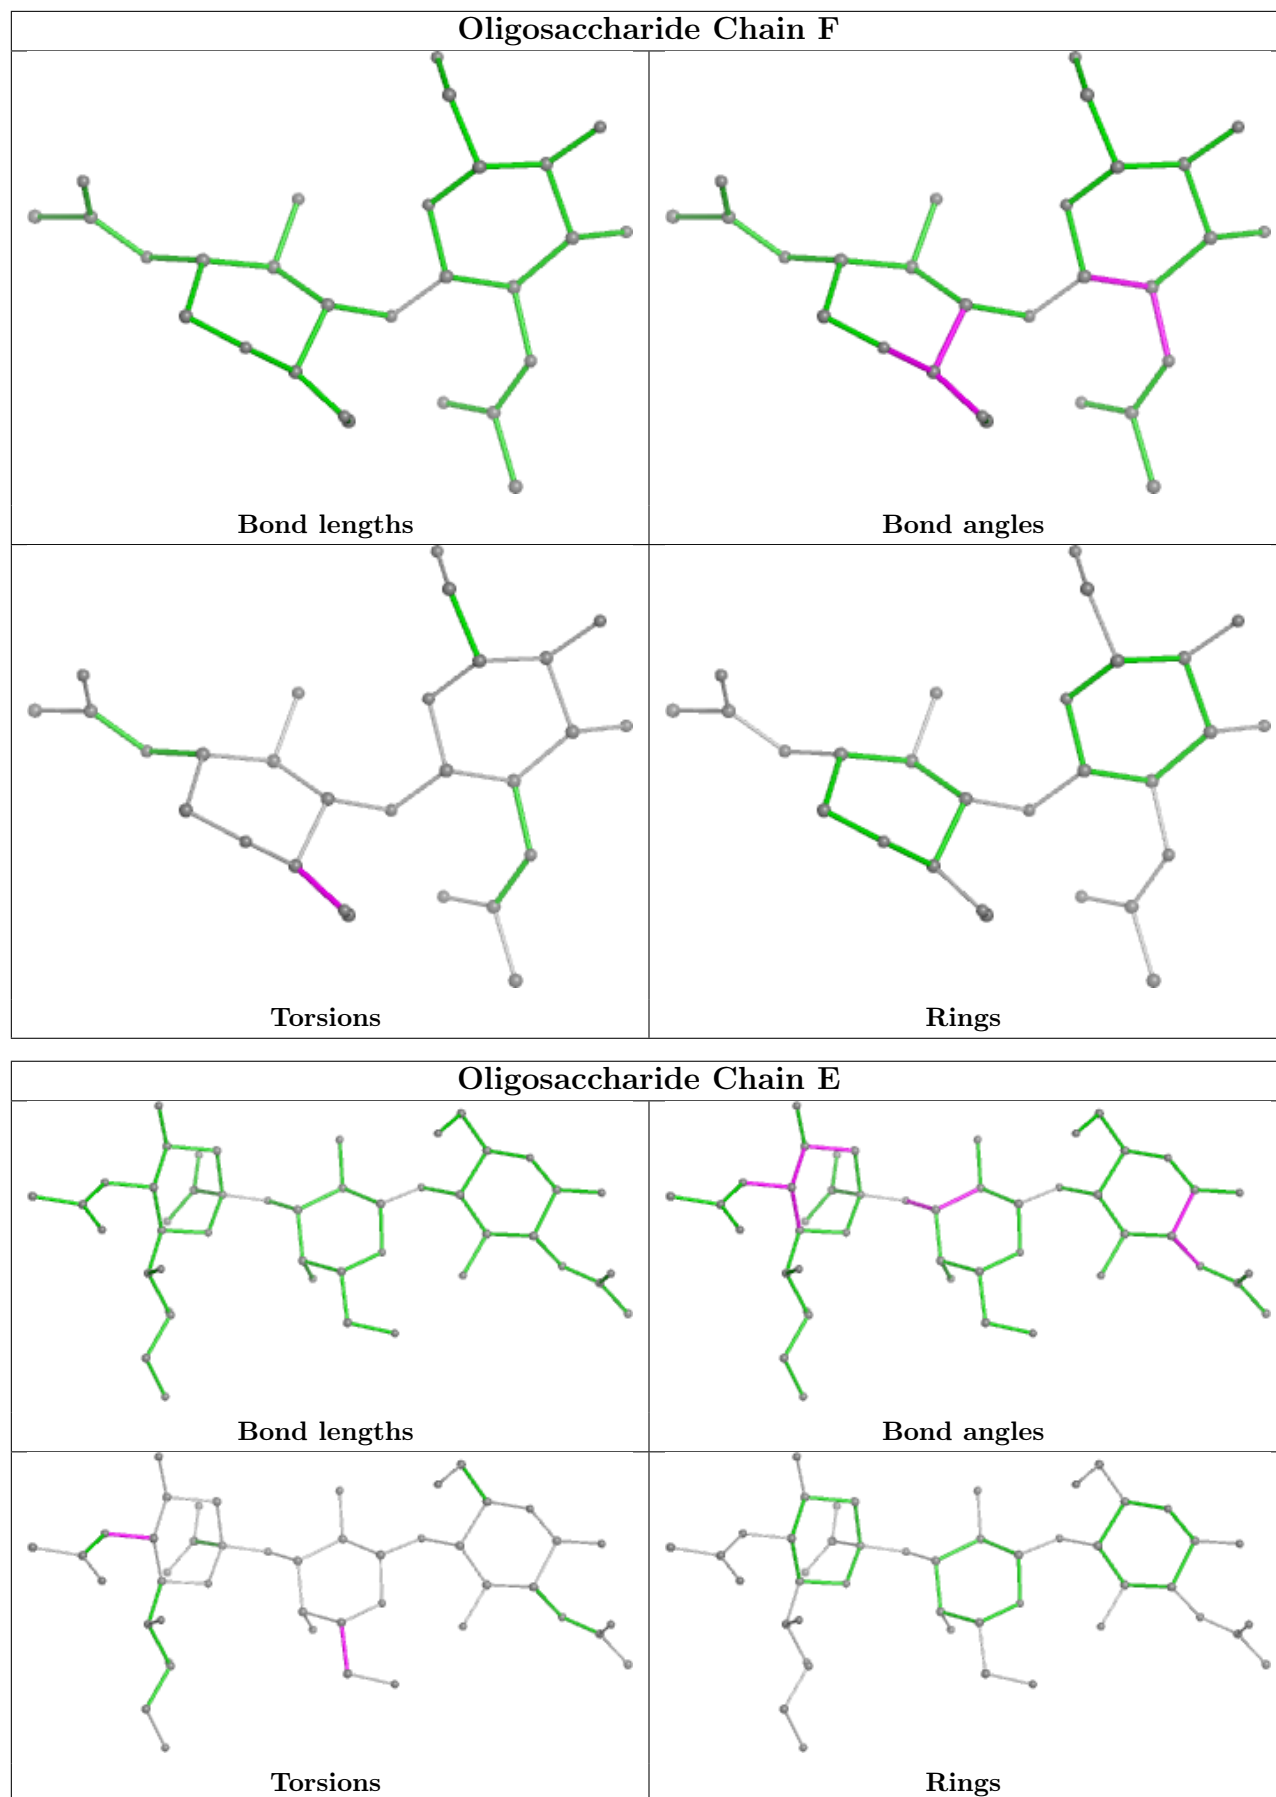 Oligosaccharide Chain F
Bond lengths
Bond angles
Torsions
Rings
Oligosaccharide Chain E
Bond lengths
Bond angles
Torsions
Rings